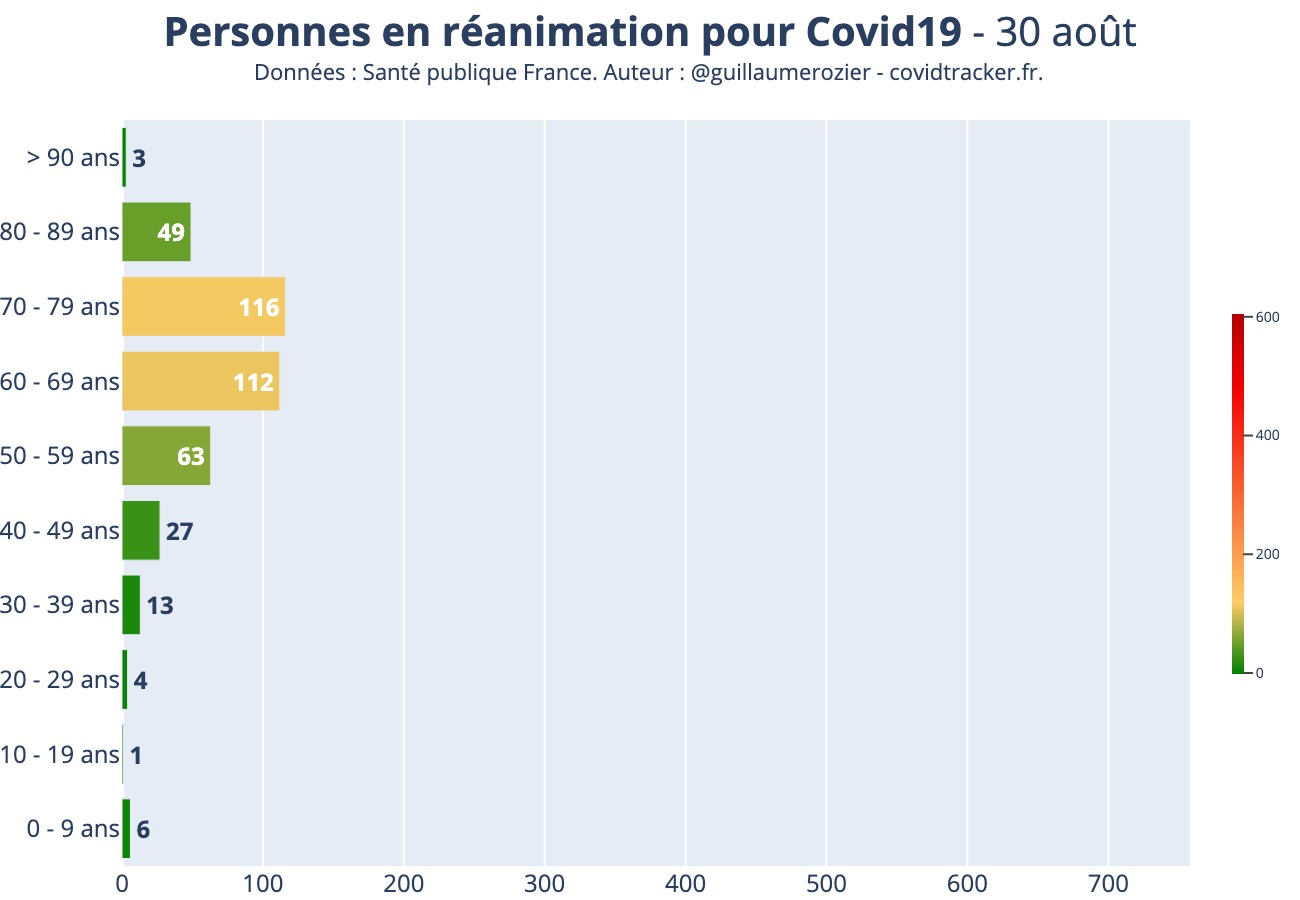 Personnes en réanimation pour Covid19 - 30 août
Données : Santé publique France. Auteur : @guillaumerozier - covidtracker.fr.
> 90 ans 3
80 - 89 ans 49
70 - 79 ans 116
60 - 69 ans 112
50 - 59 ans 63
40 - 49 ans 27
30 - 39 ans 13
20 - 29 ans 4
10 - 19 ans 1
0 - 9 ans 6
0 100 200 300 400 500 600 700
600
400
200
0